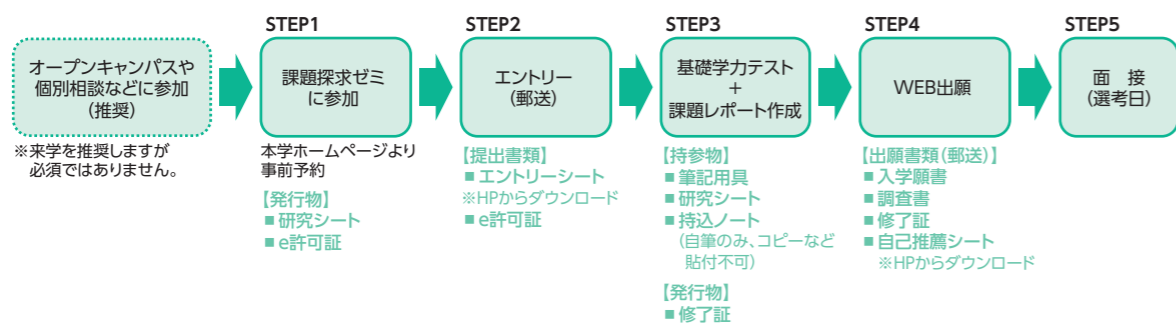 オープンキャンパスや
個別相談などに参加
(推奨)
※来学を推奨しますが
必須ではありません。
STEP1
課題探求ゼミ
に参加
本学ホームページより
事前予約
【発行物】
■研究シート
■e許可証
STEP2
エントリー
(郵送)
【提出書類】
■エントリーシート
※HPからダウンロード
■e許可証
STEP3
基礎学力テスト
+
課題レポート作成
【持参物】
■筆記用具
■研究シート
■持込ノート
(自筆のみ、コピーなど
貼付不可)
【発行物】
■修了証
STEP4
WEB出願
【出願書類(郵送)】
■入学願書
■調査書
■修了証
■自己推薦シート
※HPからダウンロード
STEP5
面 接
(選考日)